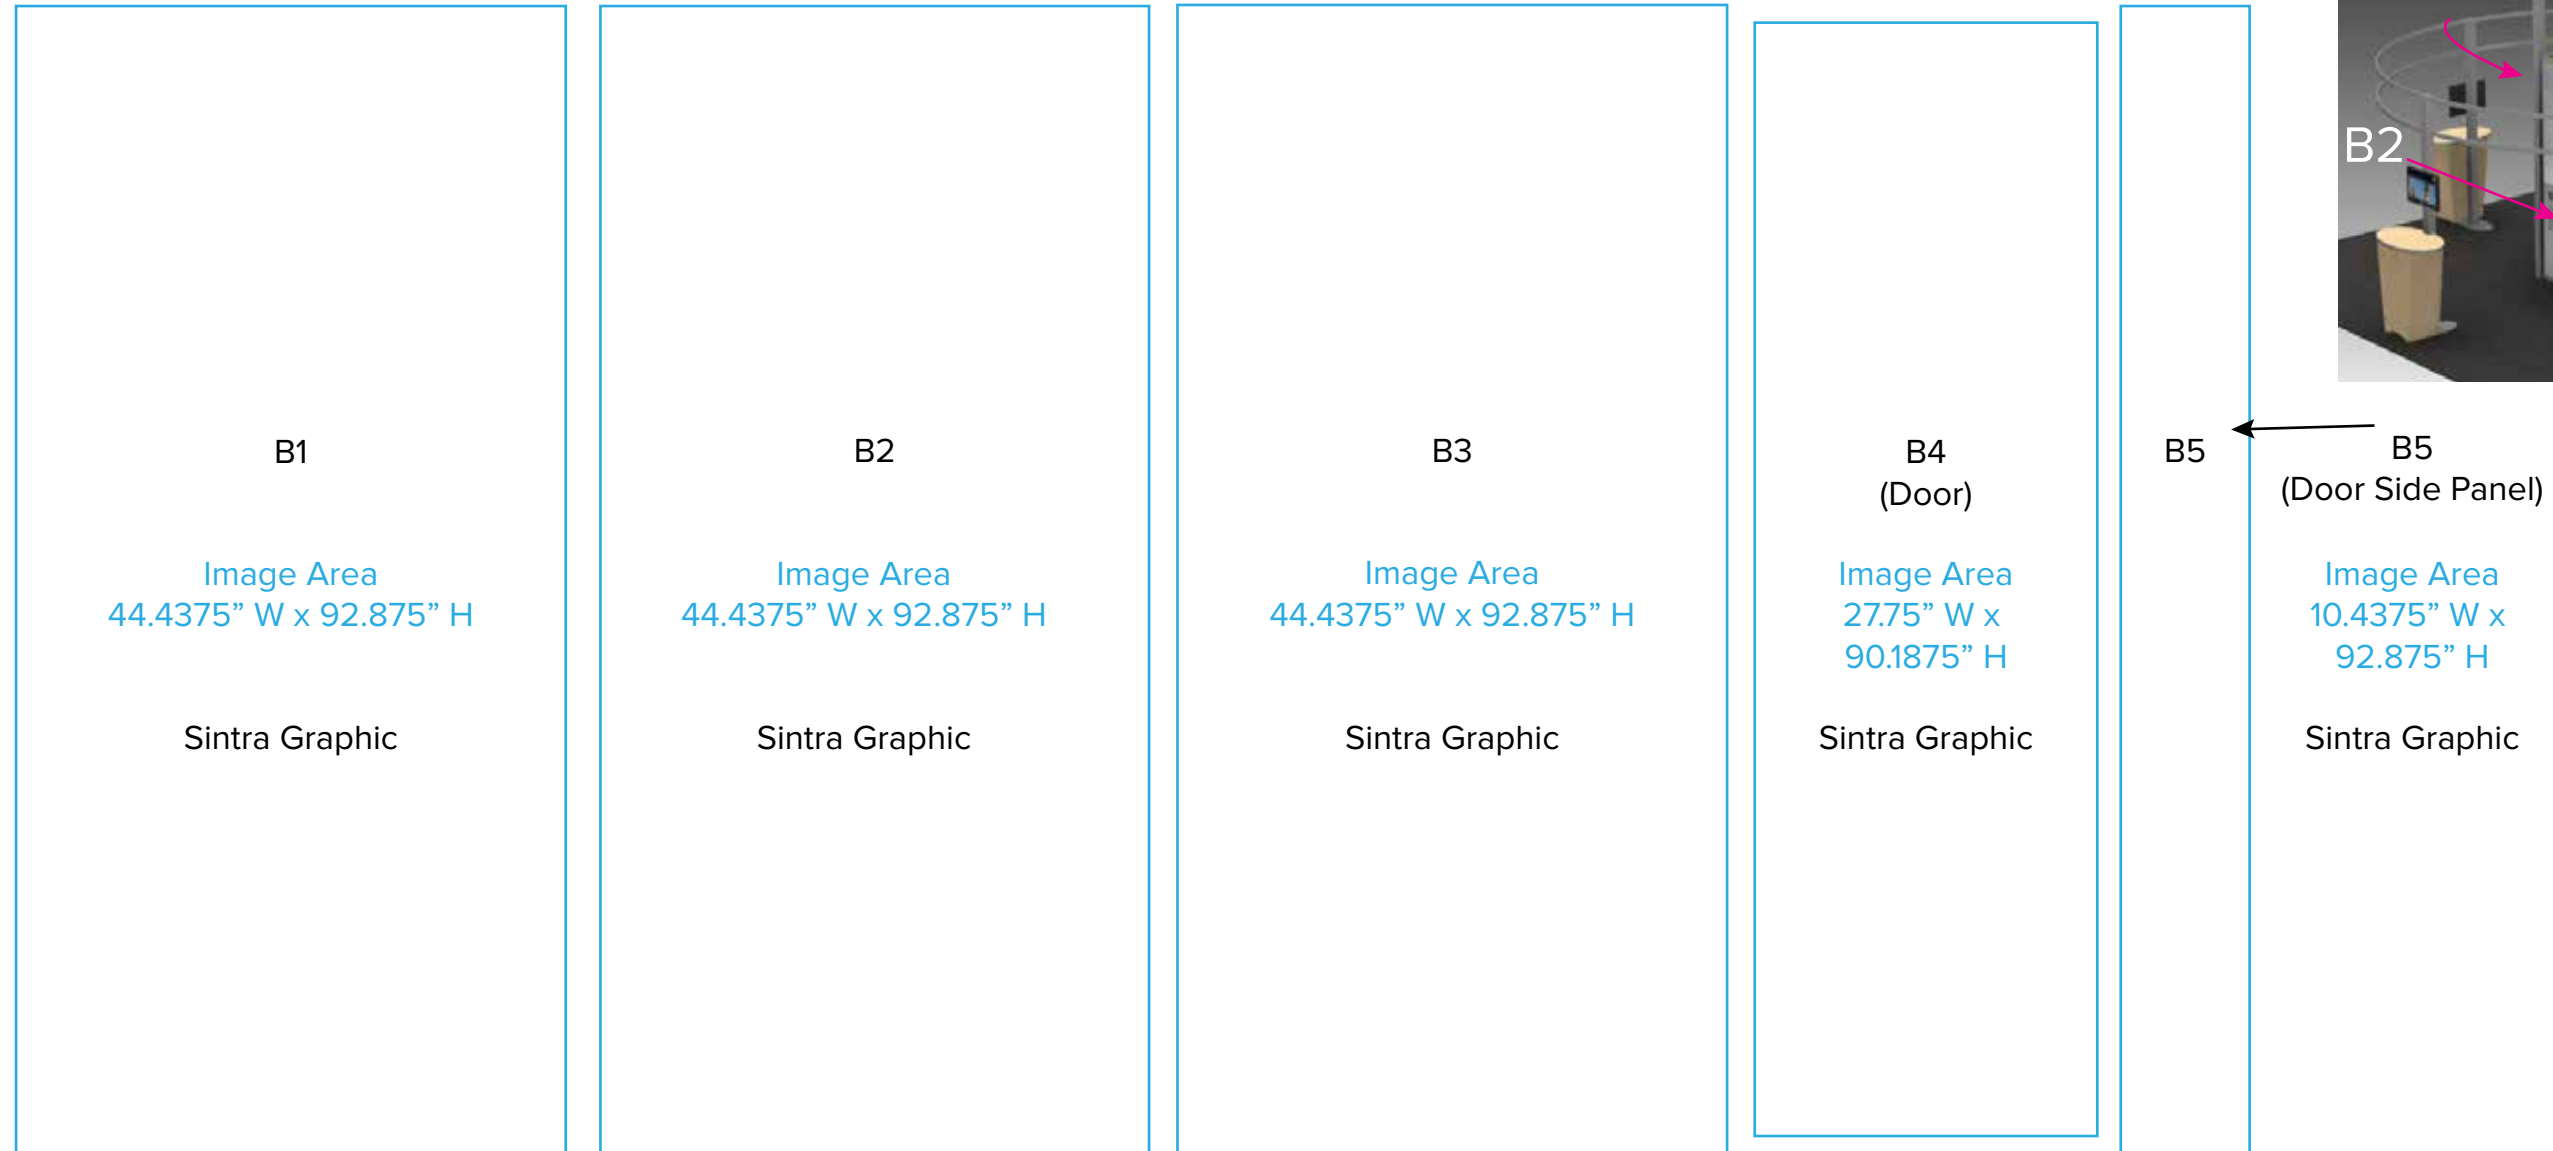 B2
B1
Image Area
44.4375” W x 92.875” H
Sintra Graphic
B2
Image Area
44.4375” W x 92.875” H
Sintra Graphic
B3
Image Area
44.4375” W x 92.875” H
Sintra Graphic
B4
(Door)
Image Area
27.75” W x
90.1875” H
Sintra Graphic
B5
B5
(Door Side Panel)
Image Area
10.4375” W x
92.875” H
Sintra Graphic